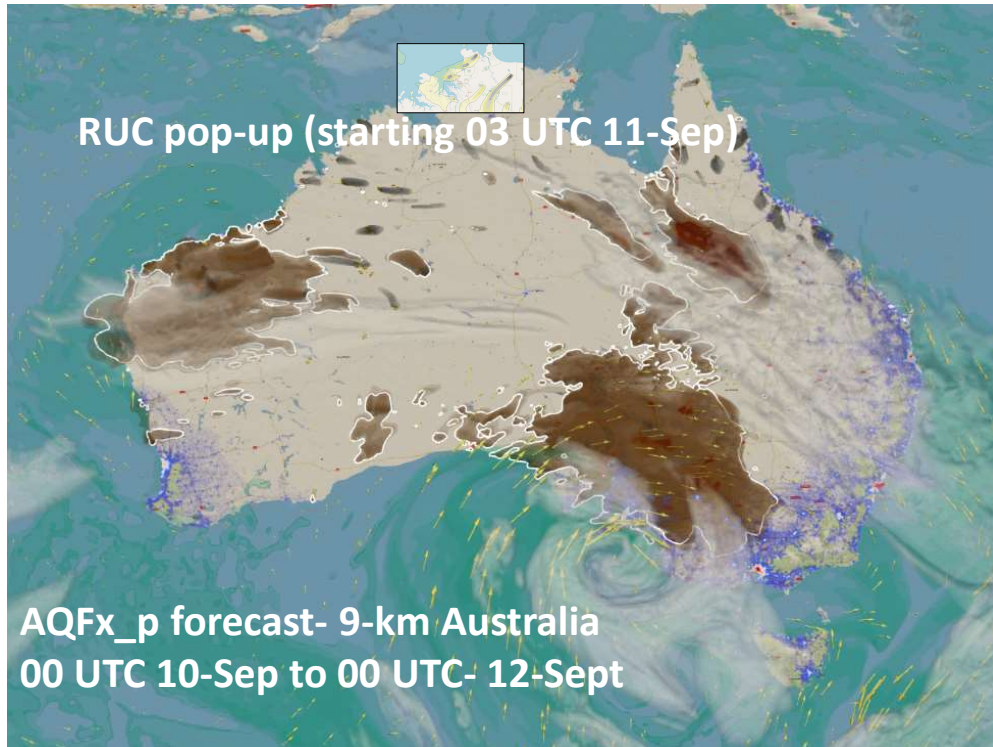 RUC pop-up (starting 03 UTC 11-Sep)
AQFx_p forecast- 9-km Australia
00 UTC 10-Sep to 00 UTC- 12-Sept